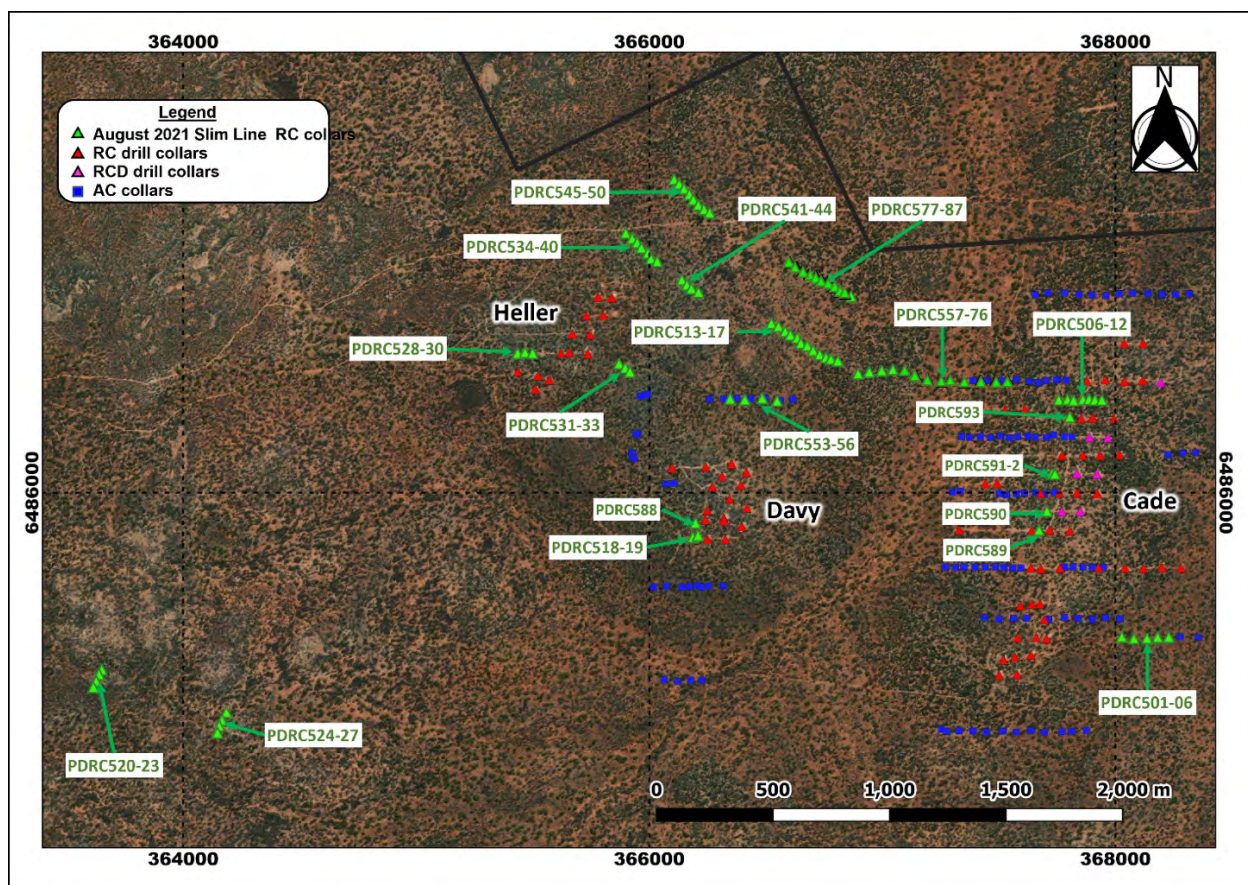 364000
366000
368000
N
Legend
August 2021 Slim Line RC collars
RC drill collars
RCD drill collars
AC collars
PDRC545-50
PDRC541-44
PDRC577-87
PDRC534-40
Heller
PDRC513-17
PDRC557-76
PDRC506-12
PDRC528-30
PDRC593
PDRC531-33
PDRC553-56
PDRC591-2
6486000
6486000
Davy
Cade
PDRC588
PDRC590
PDRC518-19
PDRC589
PDRC501-06
PDRC524-27
PDRC520-23
0
500
1,000
1,500
2,000 m
364000
366000
368000